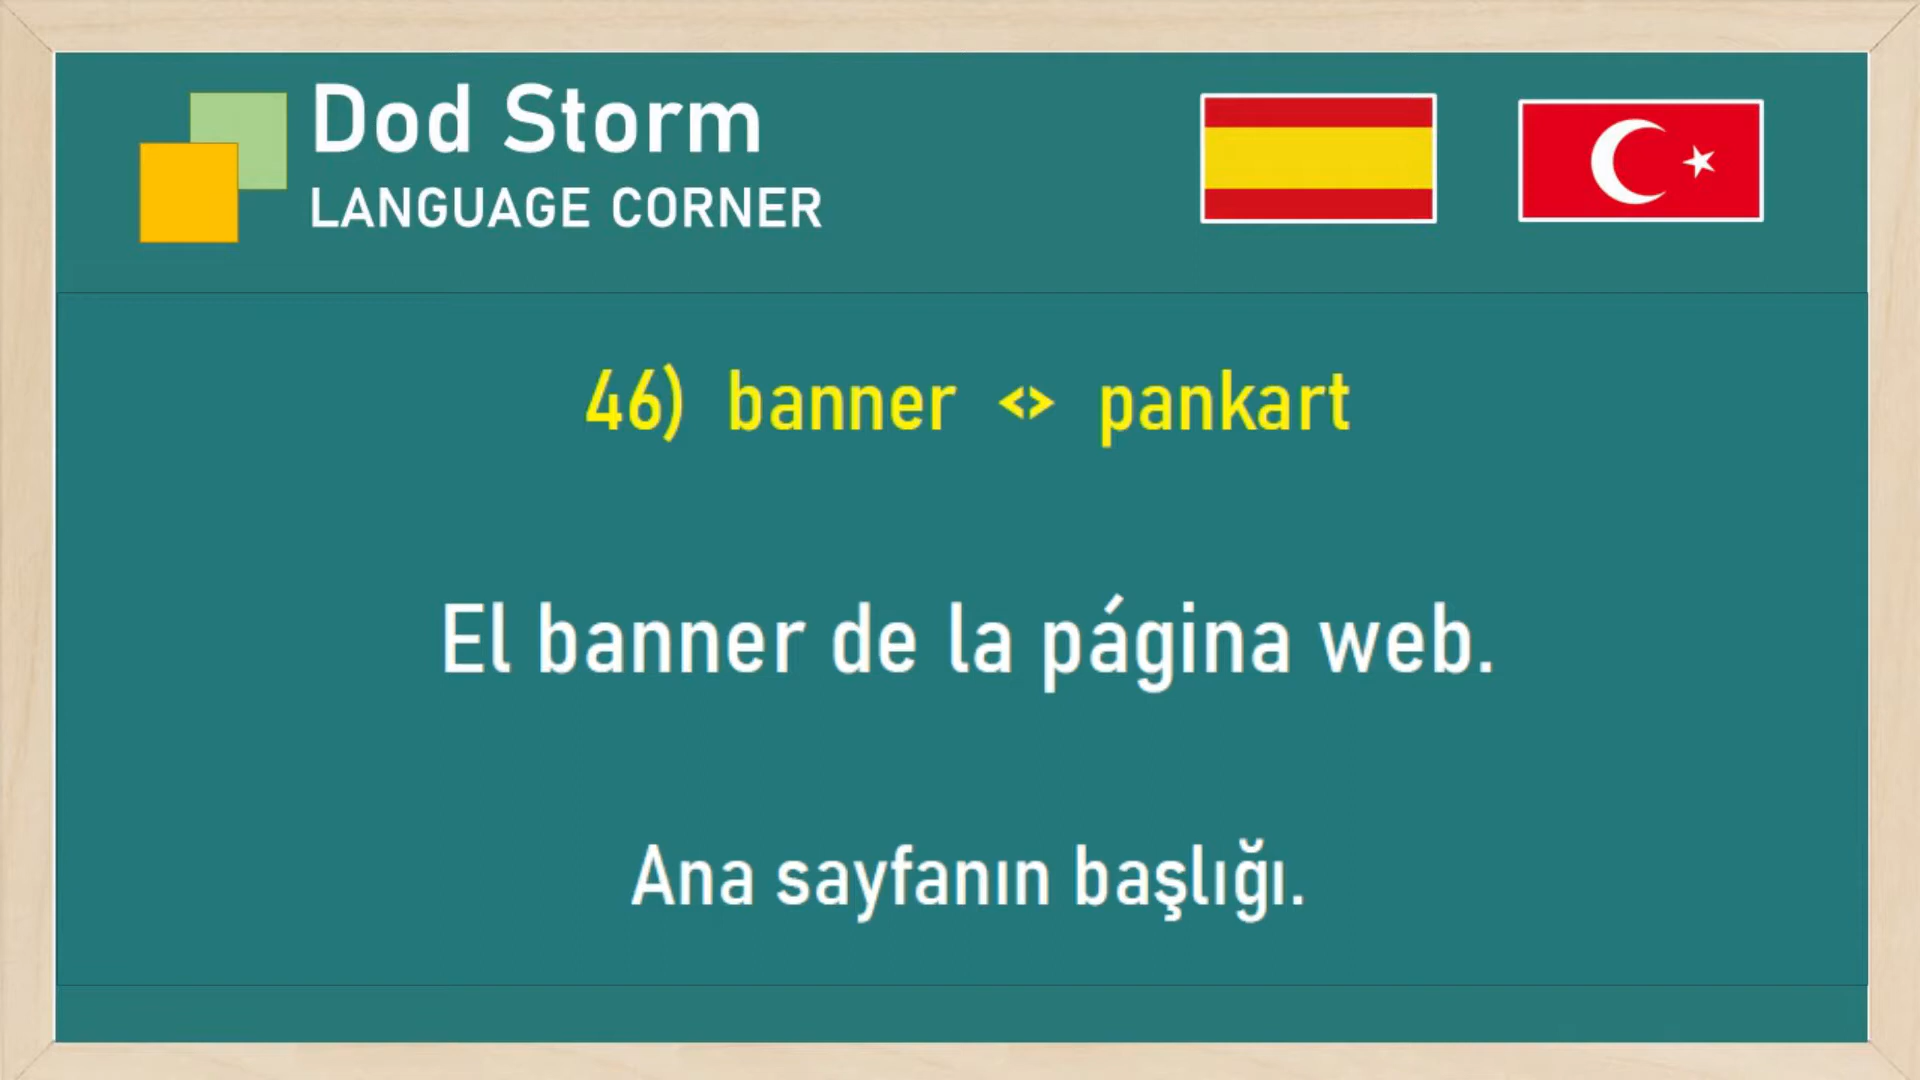 Dod Storm
LANGUAGE CORNER
46) banner <> pankart
El banner de la página web.
Ana sayfanın başlığı.